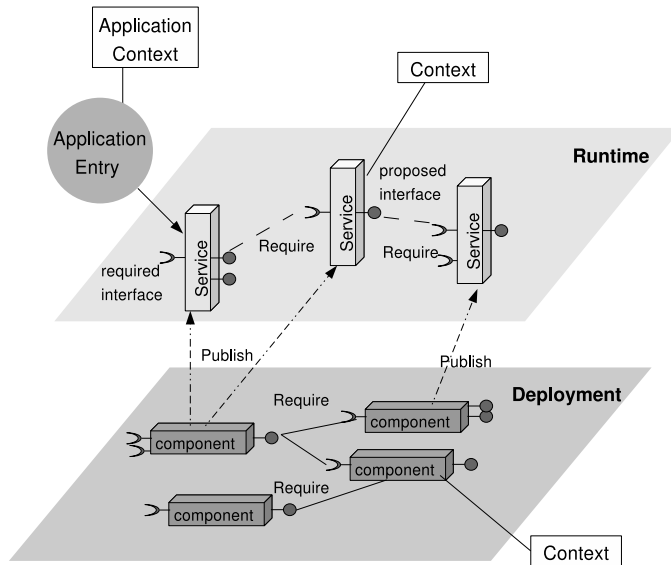 Application
Context
Context
Application
Entry
Runtime
proposed
interface
Service
Service
Service
Require
Require
required
interface
Publish
Publish
Deployment
Require
component
component
component
Require
component
Context